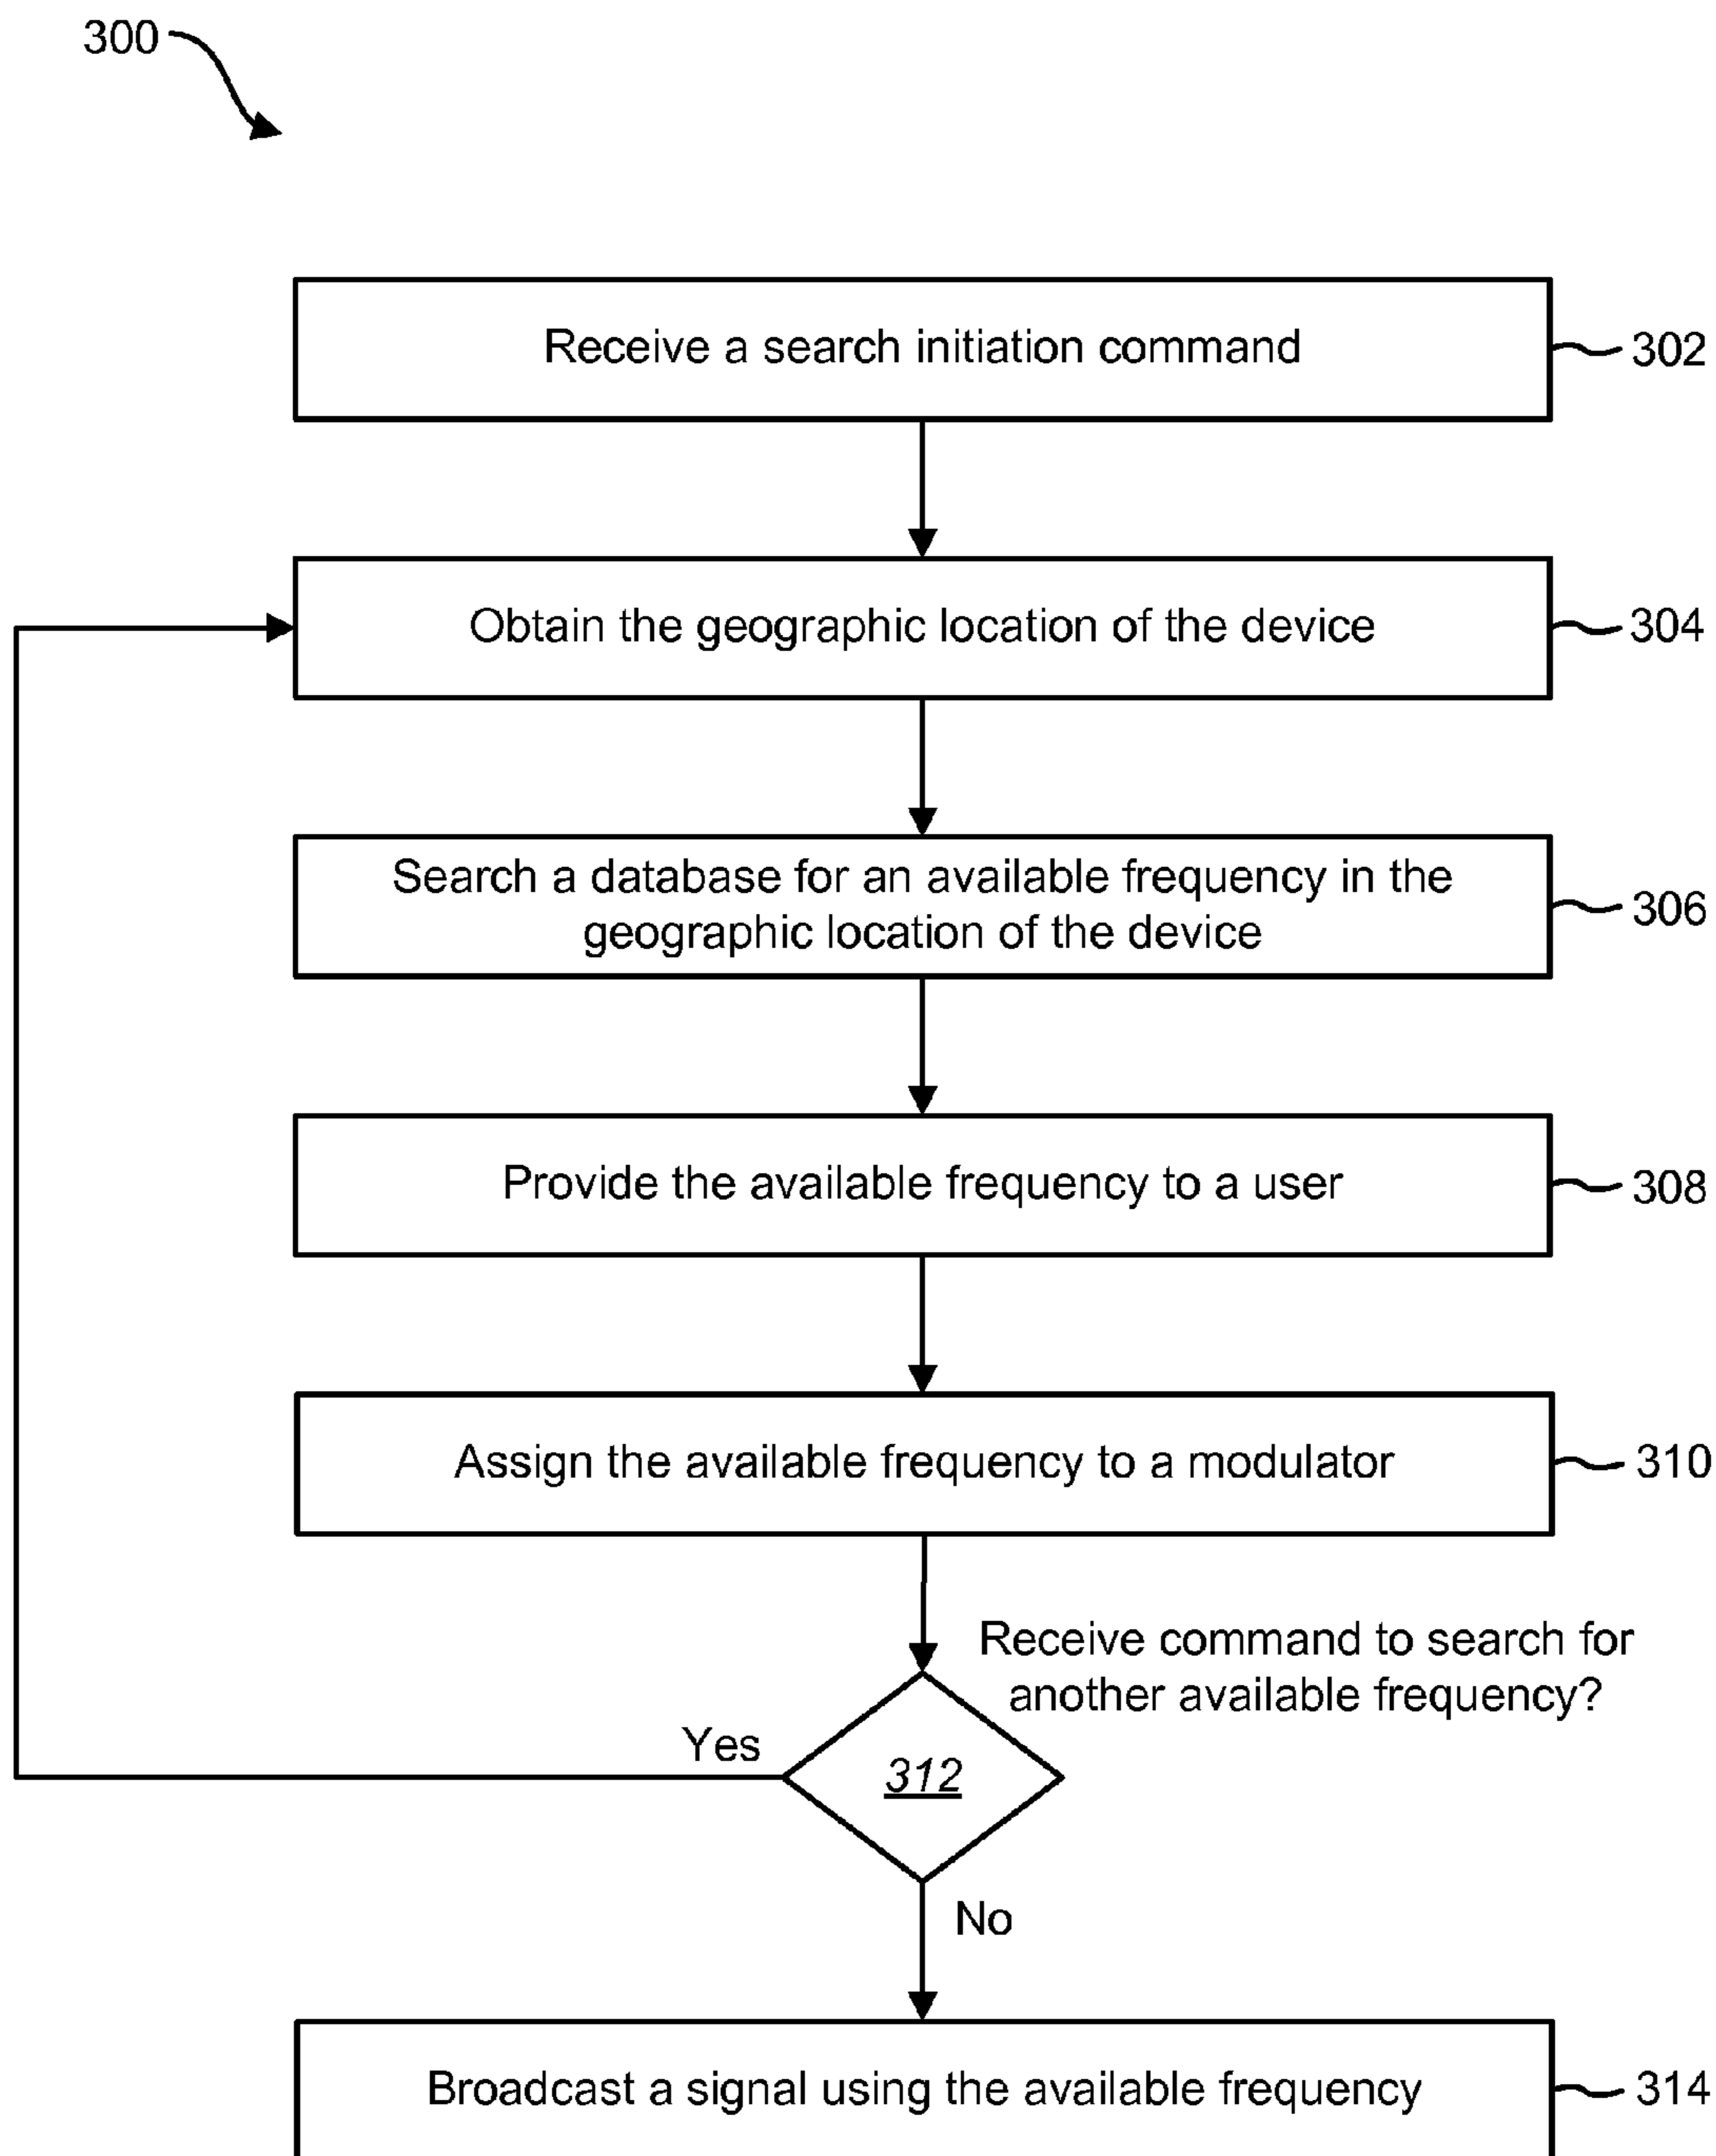 300
Receive a search initiation command
302
Obtain the geographic location of the device
304
Search a database for an available frequency in the
geographic location of the device
306
Provide the available frequency to a user
308
Assign the available frequency to a modulator
310
Receive command to search for
another available frequency?
Yes
312
No
Broadcast a signal using the available frequency
314